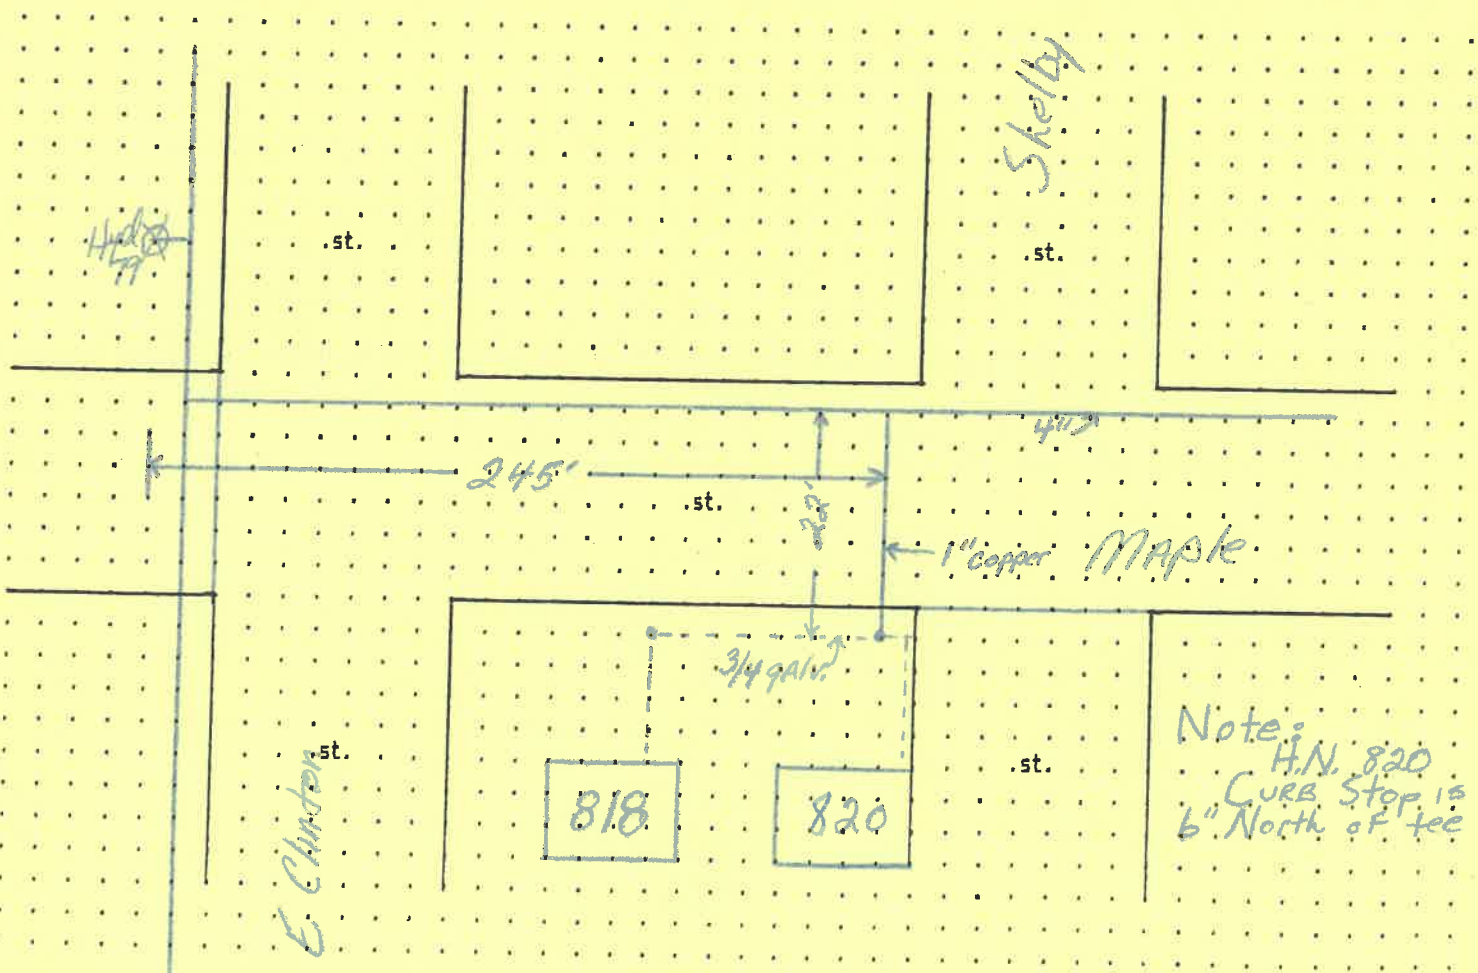 Shelby
Hyd
79
st.
st.
4"
245'
st.
22'
1" copper
Maple
3/4 galv.
st.
st.
E Clinton
818
820
Note:
H.N. 820
Curb Stop is
6" North of tee